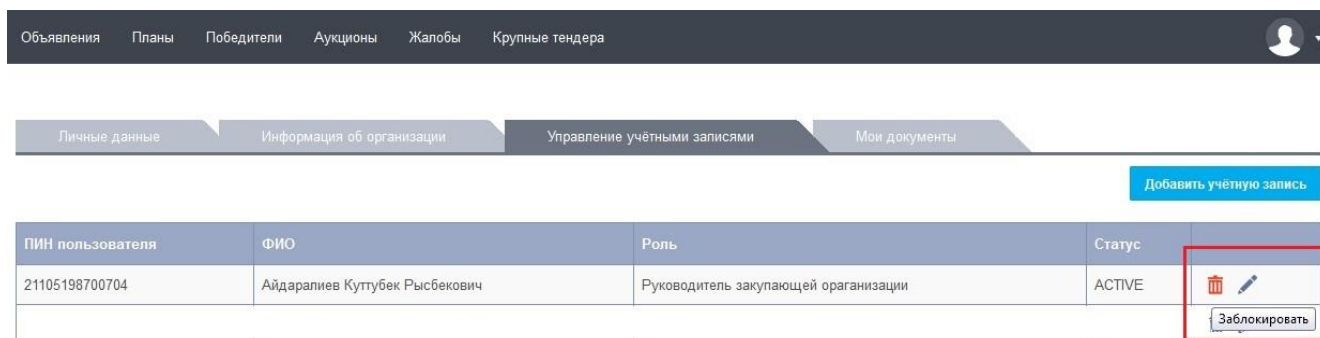 Объявления Планы Победители Аукционы Жалобы Крупные тендера
Личные данные Информация об организации Управление учётными записями Мои документы
Добавить учётную запись
ПИН пользователя ФИО Роль Статус
21105198700704 Айдаралиев Куттубек Рысбекович Руководитель закупающей ораганизации ACTIVE
Заблокировать